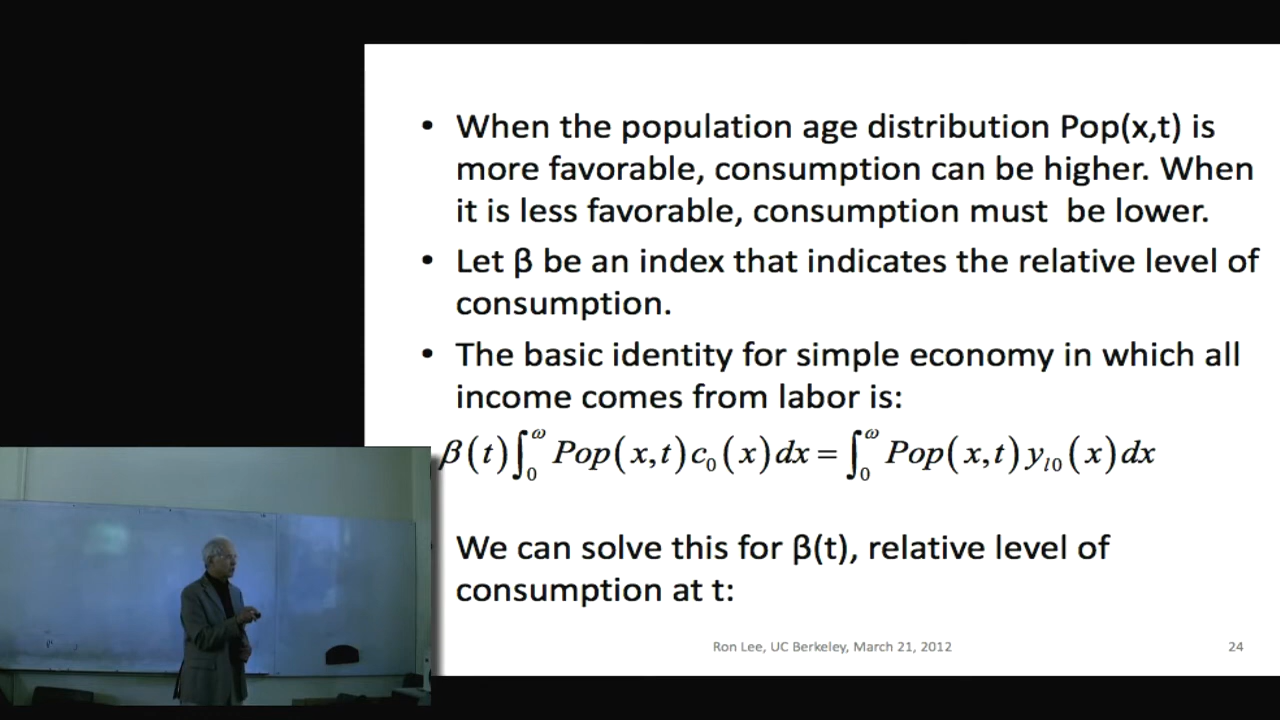 • When the population age distribution Pop(x,t) is
more favorable, consumption can be higher. When
it is less favorable, consumption must be lower.
• Let β be an index that indicates the relative level of
consumption.
• The basic identity for simple economy in which all
income comes from labor is:
β(t)∫₀^ω Pop(x,t)c₀(x)dx = ∫₀^ω Pop(x,t)y_{l0}(x)dx
We can solve this for β(t), relative level of
consumption at t:
Ron Lee, UC Berkeley, March 21, 2012 24